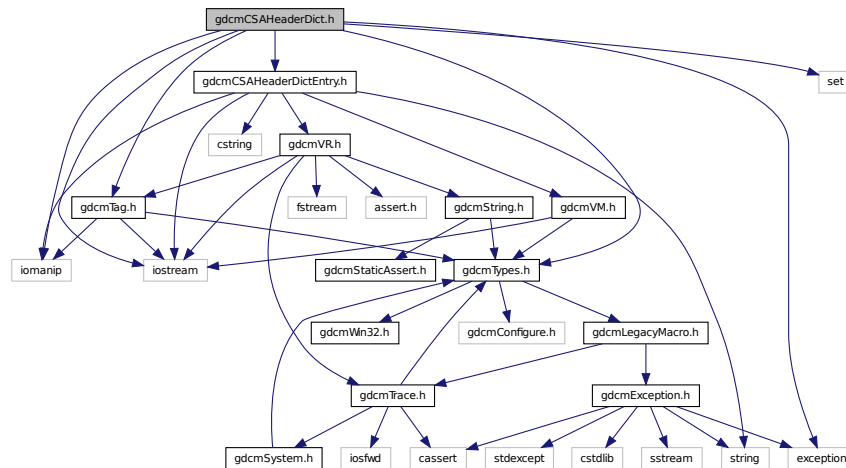 gdcmCSAHeaderDict.h
gdcmCSAHeaderDictEntry.h
set
cstring
gdcmVR.h
gdcmTag.h
fstream
assert.h
gdcmString.h
gdcmVM.h
iomanip
iostream
gdcmStaticAssert.h
gdcmTypes.h
gdcmWin32.h
gdcmConfigure.h
gdcmLegacyMacro.h
gdcmTrace.h
gdcmException.h
gdcmSystem.h
iosfwd
cassert
stdexcept
cstdlib
sstream
string
exception